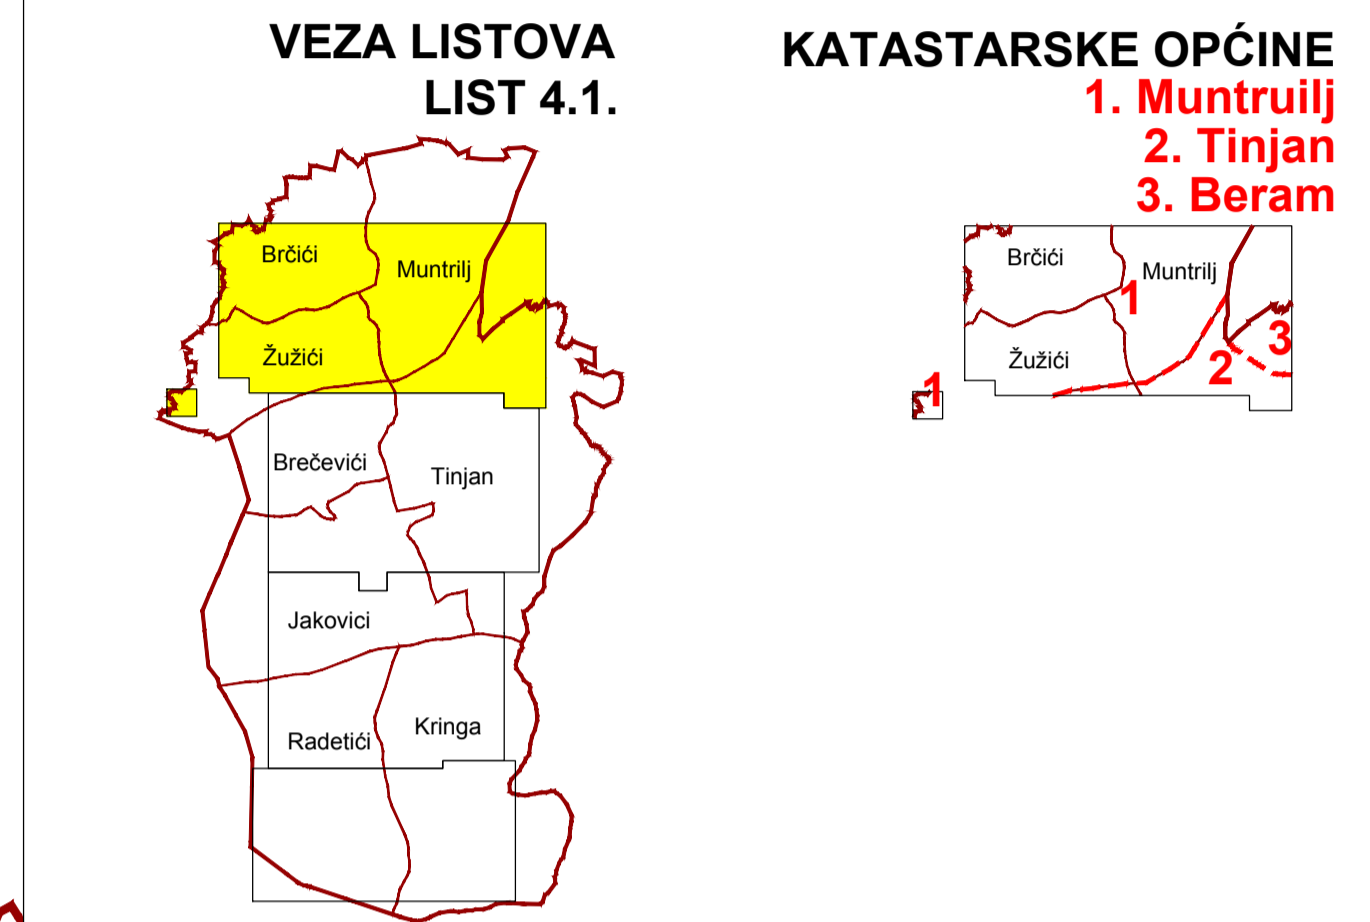 VEZA LISTOVA
LIST 4.1.
Brčići
Muntrilj
Žužići
Brečevići
Tinjan
Jakovici
Radetići
Kringa
KATASTARSKE OPĆINE
1. Muntruilj
2. Tinjan
3. Beram
Brčići
Muntrilj
1
3
Žužići
2
1